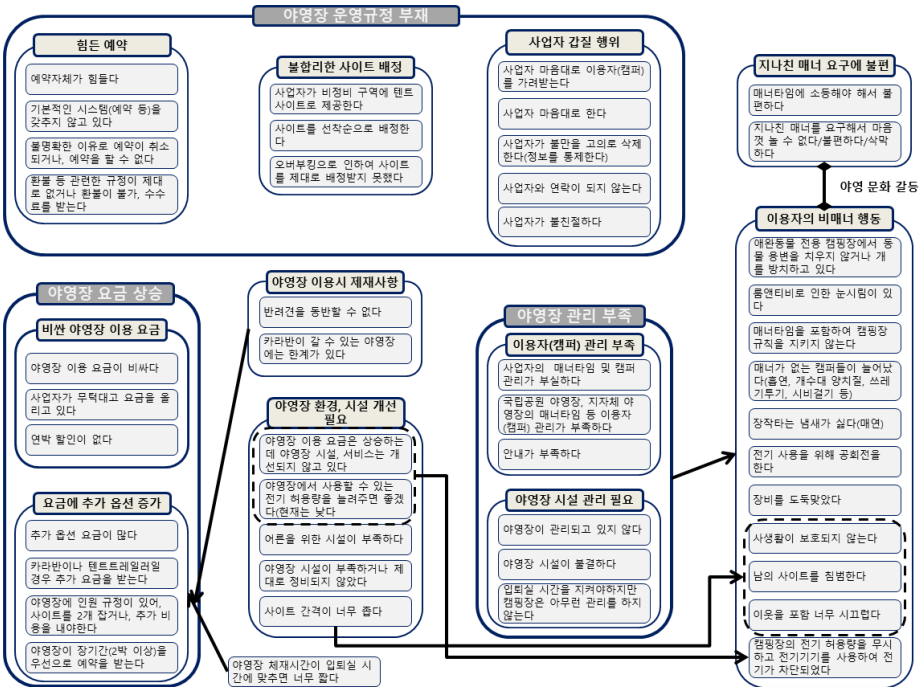 야영장 운영규정 부재
힘든 예약
예약자체가 힘들다
기본적인 시스템(예약 등)을
갖추지 않고 있다
불명확한 이유로 예약이 취소
되거나, 예약을 할 수 없다
환불 등 관련한 규정이 제대
로 없거나 환불이 불가, 수수
료를 받는다
불합리한 사이트 배정
사업자가 비정비 구역에 텐트
사이트로 제공한다
사이트를 선착순으로 배정한
다
오버부킹으로 인하여 사이트
를 제대로 배정받지 못했다
사업자 갑질 행위
사업자 마음대로 이용자(캠퍼)
를 가려받는다
사업자 마음대로 한다
사업자가 불만을 고의로 삭제
한다(정보를 통제한다)
사업자와 연락이 되지 않는다
사업자가 불친절하다
지나친 매너 요구에 불편
매너타임에 소등해야 해서 불
편하다
지나친 매너를 요구해서 마음
껏 놀 수 없다/불편하다/삭막
하다
야영 문화 갈등
이용자의 비매너 행동
애완동물 전용 캠핑장에서 동
물 용변을 치우지 않거나 개
를 방치하고 있다
룸앤티비로 인한 눈시림이 있
다
매너타임을 포함하여 캠핑장
규칙을 지키지 않는다
매너가 없는 캠퍼들이 늘어났
다(흡연, 개수대 양치질, 쓰레
기투기, 시비걸기 등)
장작타는 냄새가 싫다(매연)
전기 사용을 위해 공회전을
한다
장비를 도둑맞았다
사생활이 보호되지 않는다
남의 사이트를 침범한다
이웃을 포함 너무 시끄럽다
캠핑장의 전기 허용량을 무시
하고 전기기기를 사용하여 전
기가 차단되었다
야영장 요금 상승
비싼 야영장 이용 요금
야영장 이용 요금이 비싸다
사업자가 무턱대고 요금을 올
리고 있다
연박 할인이 없다
요금에 추가 옵션 증가
추가 옵션 요금이 많다
카라반이나 텐트트레일러일
경우 추가 요금을 받는다
야영장에 인원 규정이 있어,
사이트를 2개 잡거나, 추가 비
용을 내야한다
야영장이 장기간(2박 이상)을
우선으로 예약을 받는다
야영장 이용시 제재사항
반려견을 동반할 수 없다
카라반이 갈 수 있는 야영장
에는 한계가 있다
야영장 환경, 시설 개선
필요
야영장 이용 요금은 상승하는
데 야영장 시설, 서비스는 개
선되지 않고 있다
야영장에서 사용할 수 있는
전기 허용량을 늘려주면 좋겠
다(현재는 낮다
어른을 위한 시설이 부족하다
야영장 시설이 부족하거나 제
대로 정비되지 않았다
사이트 간격이 너무 좁다
야영장 체재시간이 입퇴실 시
간에 맞추면 너무 짧다
야영장 관리 부족
이용자(캠퍼) 관리 부족
사업자의 매너타임 및 캠퍼
관리가 부실하다
국립공원 야영장, 지자체 야
영장의 매너타임 등 이용자
(캠퍼) 관리가 부족하다
안내가 부족하다
야영장 시설 관리 필요
야영장이 관리되고 있지 않다
야영장 시설이 불결하다
입퇴실 시간을 지켜야하지만
캠핑장은 아무런 관리를 하지
않는다